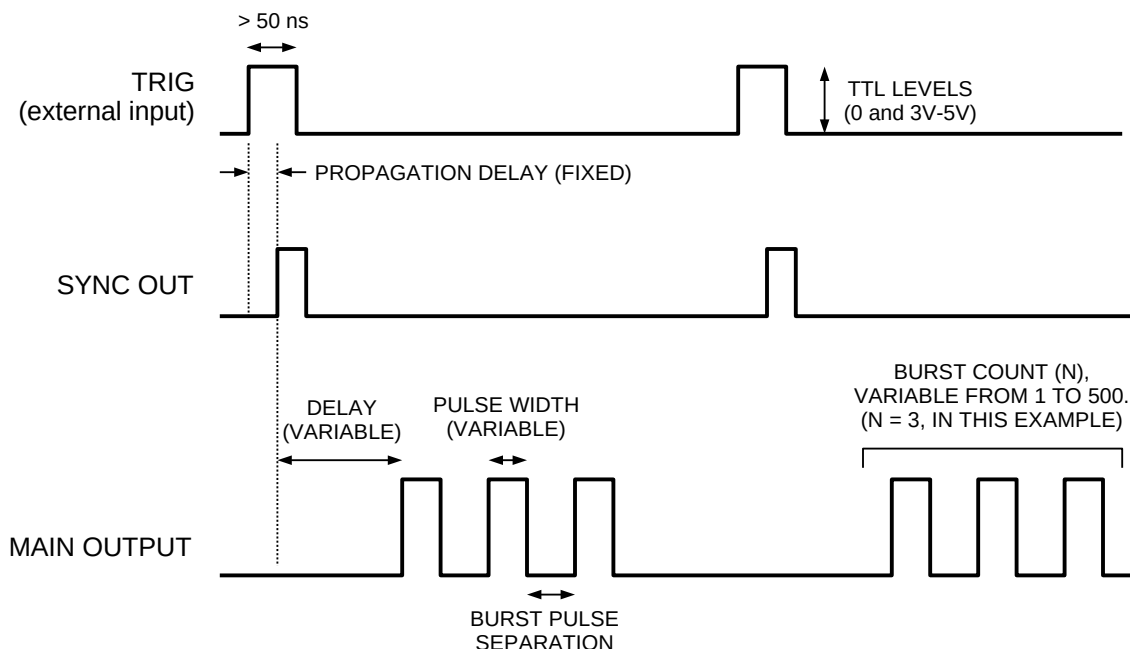 > 50 ns
TRIG
(external input)
TTL LEVELS
(0 and 3V-5V)
PROPAGATION DELAY (FIXED)
SYNC OUT
BURST COUNT (N),
VARIABLE FROM 1 TO 500.
(N = 3, IN THIS EXAMPLE)
DELAY
(VARIABLE)
PULSE WIDTH
(VARIABLE)
MAIN OUTPUT
BURST PULSE
SEPARATION